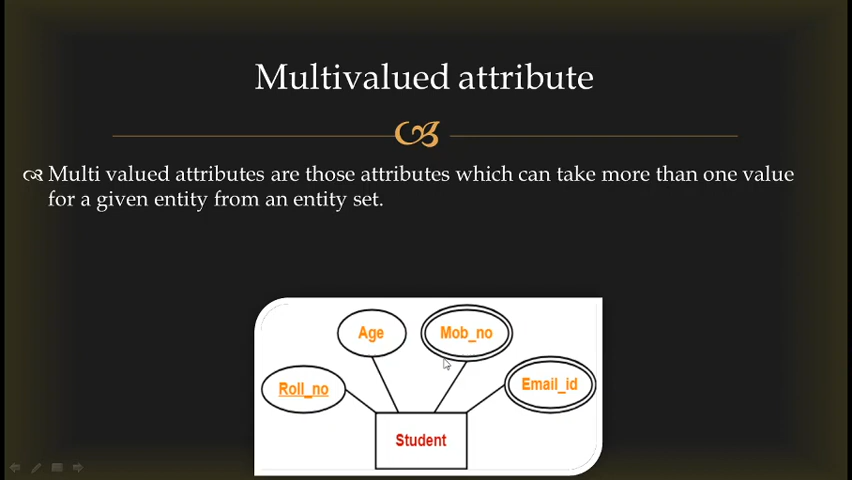 Multivalued attribute
Multi valued attributes are those attributes which can take more than one value
for a given entity from an entity set.
Age
Mob_no
Roll_no
Email_id
Student